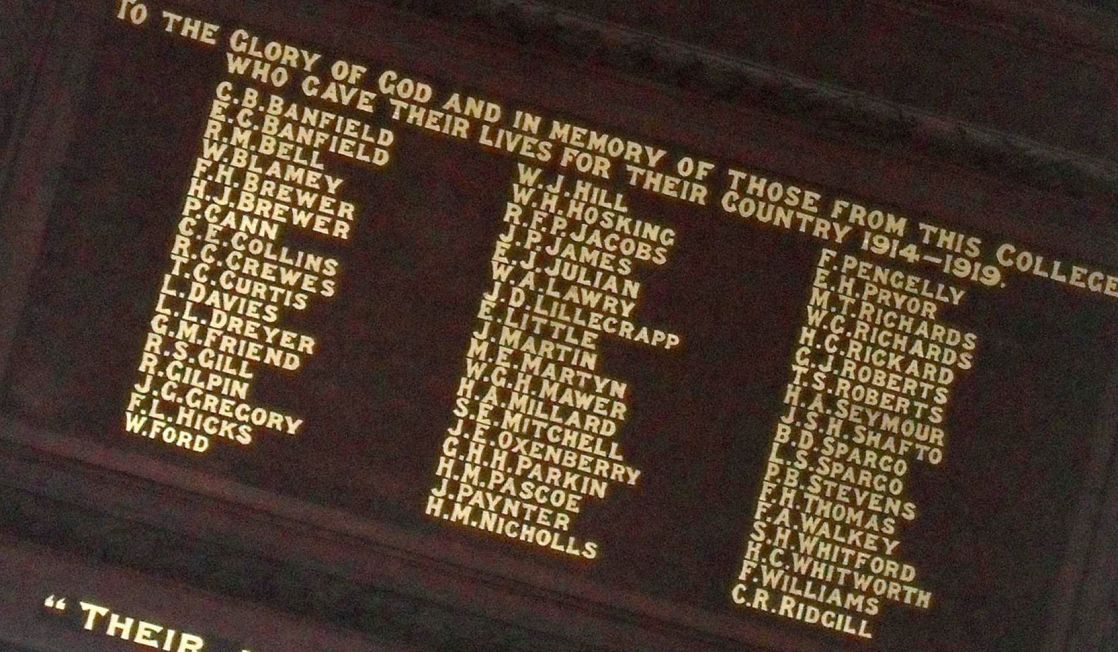 TO THE GLORY OF GOD AND IN MEMORY OF THOSE FROM THIS COLLEGE
WHO GAVE THEIR LIVES FOR THEIR COUNTRY 1914-1919.
C.B.BANFIELD
E.C.BANFIELD
R.M.BELL
W.BLAMEY
F.H.BREWER
H.J.BREWER
P.CANN
C.E.COLLINS
R.C.CREWES
T.C.CURTIS
L.DAVIES
L.L.DREYER
G.M.FRIEND
R.S.GILL
R.GILPIN
J.G.GREGORY
F.L.HICKS
W.FORD
W.J.HILL
W.H.HOSKING
R.F.P.JACOBS
J.P.JAMES
E.J.JULIAN
W.A.LAWRY
J.D.LILLECRAPP
E.LITTLE
J.MARTIN
M.E.MARTYN
W.G.H.MAWER
H.A.MILLARD
S.F.MITCHELL
J.E.OXENBERRY
G.H.H.PARKIN
H.M.PASCOE
J.PAYNTER
H.M.NICHOLLS
F.PENGELLY
E.H.PRYOR
M.T.RICHARDS
W.C.RICHARDS
H.C.RICKARD
G.J.ROBERTS
T.S.ROBERTS
H.A.SEYMOUR
J.S.H.SHAFTO
B.D.SPARGO
L.S.SPARGO
P.B.STEVENS
F.H.THOMAS
F.A.WALKEY
S.H.WHITFORD
H.C.WHITWORTH
F.WILLIAMS
C.R.RIDGILL
"THEIR